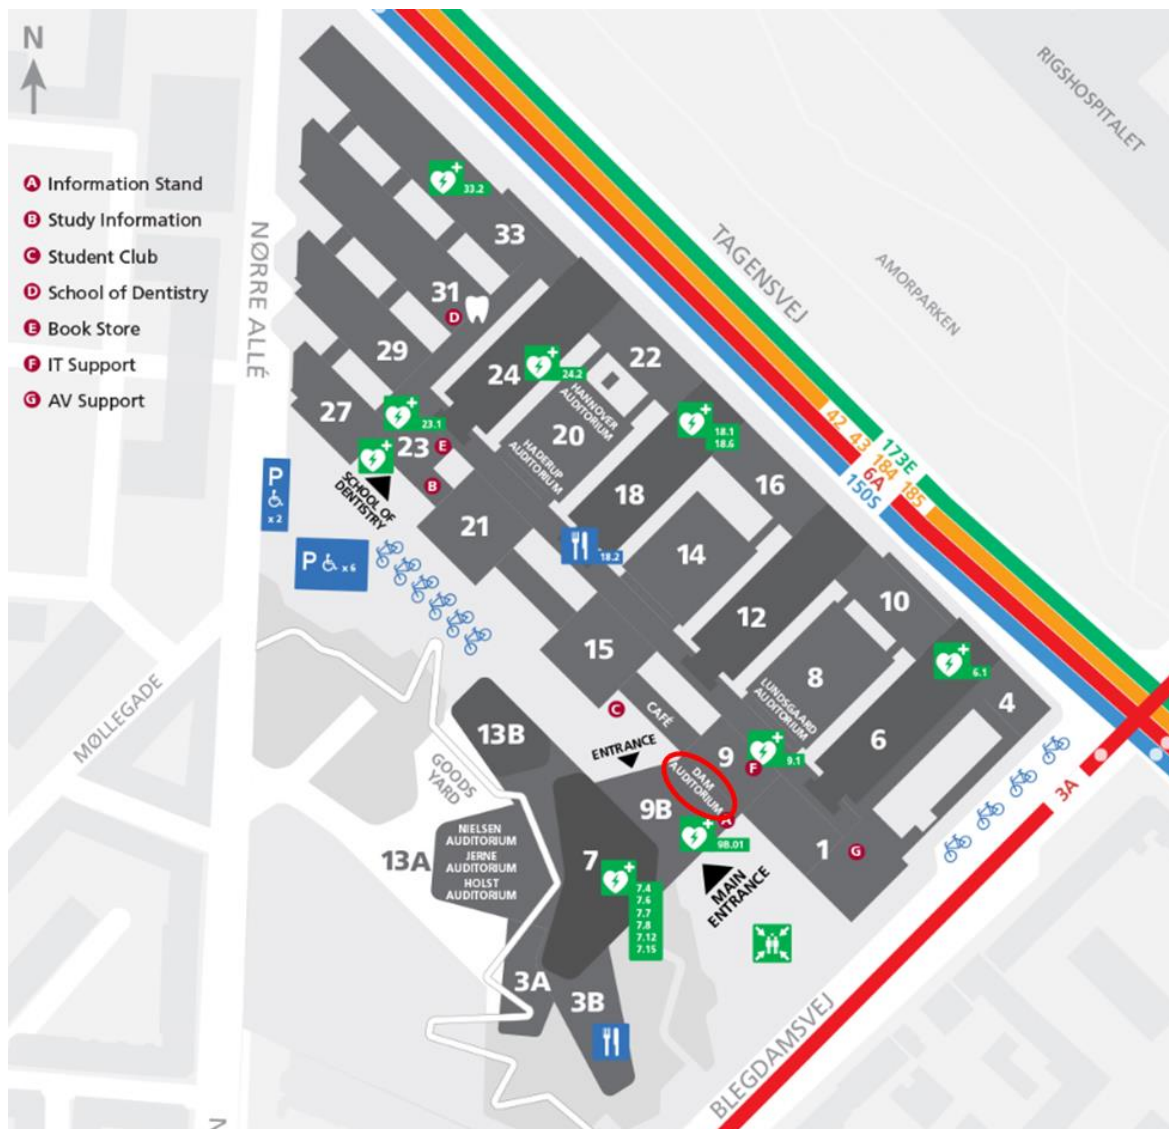 N
A Information Stand
B Study Information
C Student Club
D School of Dentistry
E Book Store
F IT Support
G AV Support
NØRRE ALLÉ
RIGSHOSPITALET
TAGENSVEJ
AMORPARKEN
33.2
33
31
D
29
27
24
24.2
22
HANNOVER
AUDITORIUM
20
HADERUP
AUDITORIUM
23.1
23
E
B
SCHOOL OF
DENTISTRY
P
x 2
P
x 6
21
18.1
18.6
18
16
18.2
14
42 43 184 185
173E
6A
150S
15
12
10
8
LUNDSGAARD
AUDITORIUM
6.1
4
6
C
CAFÉ
ENTRANCE
9
F
9.1
DAM
AUDITORIUM
9B
A
9B.01
1
G
MAIN
ENTRANCE
3A
MØLLEGADE
GOODS
YARD
13B
13A
NIELSEN
AUDITORIUM
JERNE
AUDITORIUM
HOLST
AUDITORIUM
7
7.4
7.6
7.7
7.8
7.12
7.15
3A
3B
BLEGDAMSVEJ
N